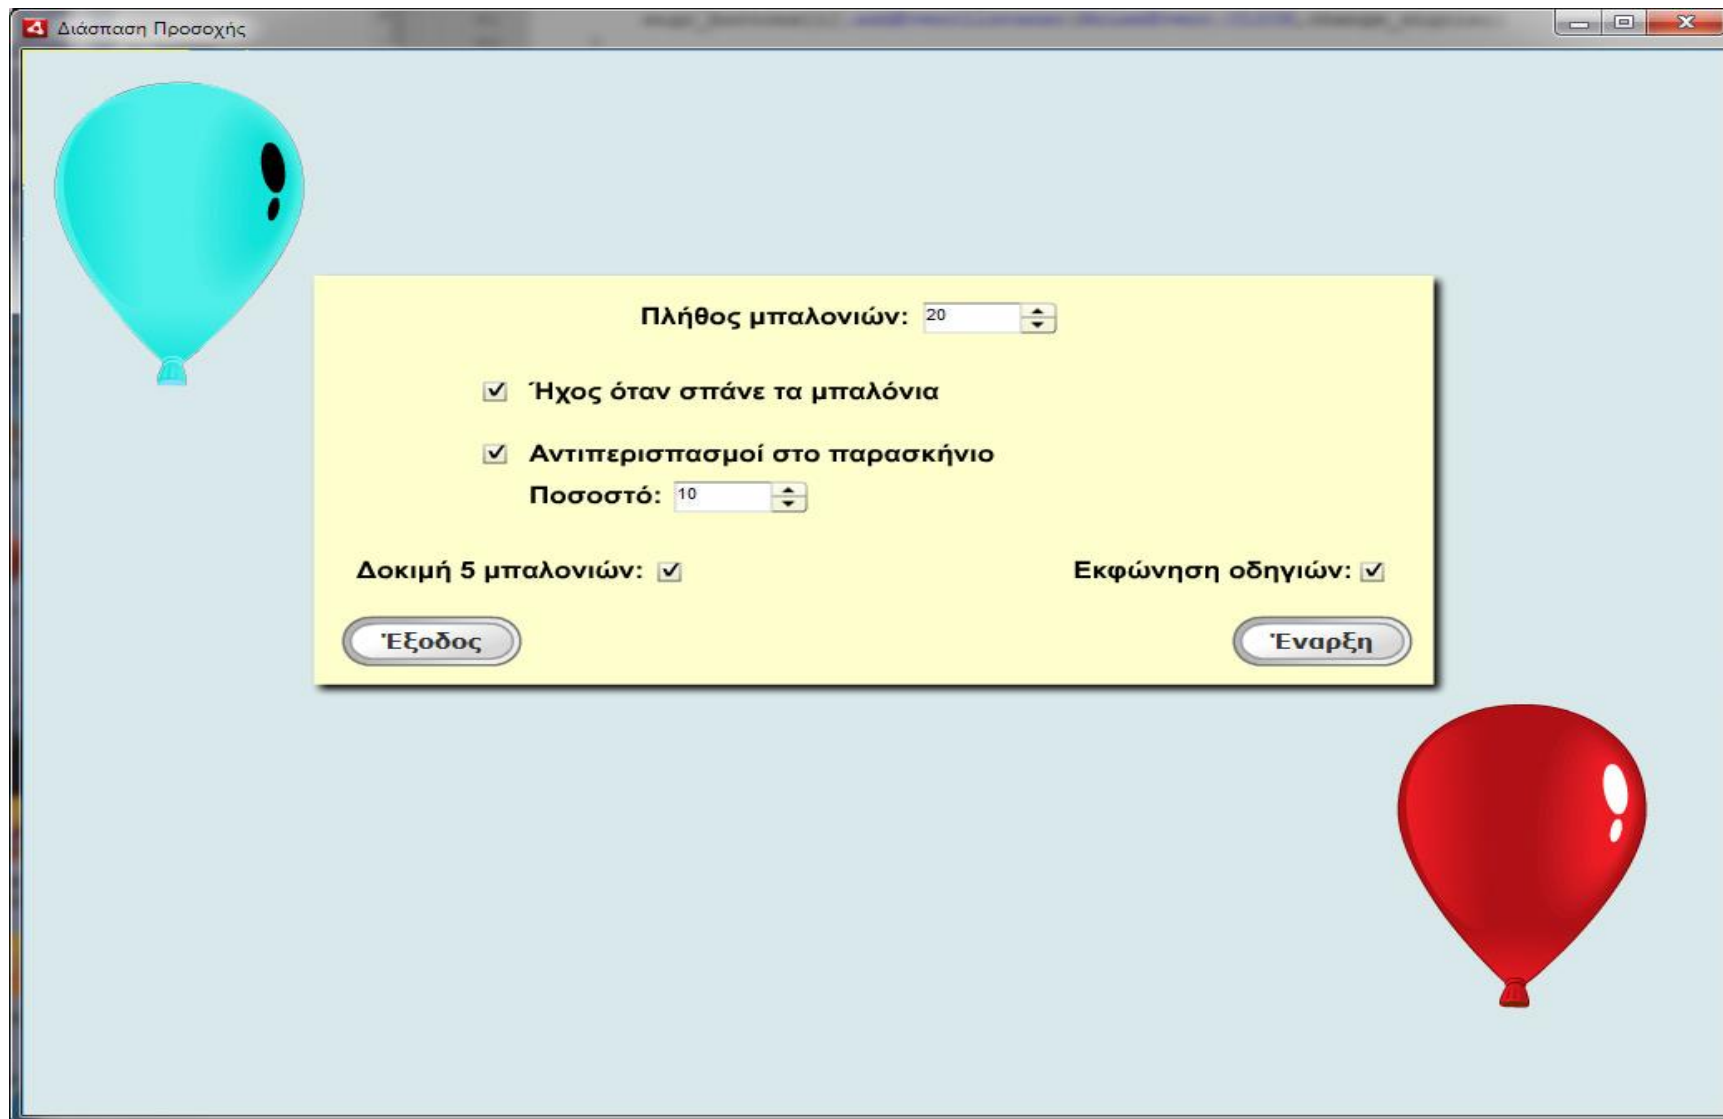 Διάσπαση Προσοχής
Πλήθος μπαλονιών: 20
Ήχος όταν σπάνε τα μπαλόνια
Αντιπερισπασμοί στο παρασκήνιο
Ποσοστό: 10
Δοκιμή 5 μπαλονιών: Εκφώνηση οδηγιών:
Έξοδος Έναρξη